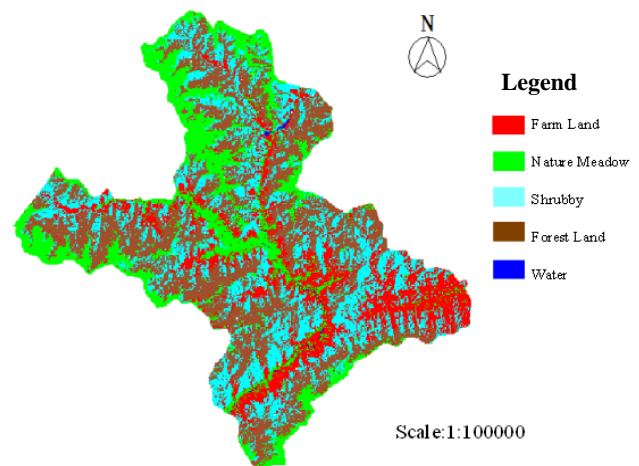 N
Legend
Farm Land
Nature Meadow
Shrubby
Forest Land
Water
Scale:1:100000